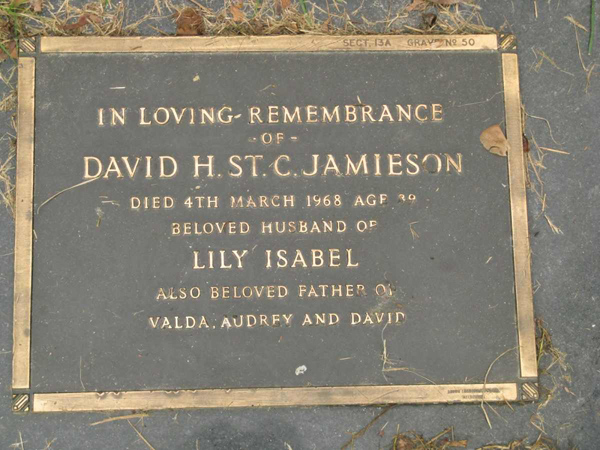 SECT. 13A GRAVE No. 50
IN LOVING REMEMBRANCE
-OF-
DAVID H. ST. C. JAMIESON
DIED 4TH MARCH 1968 AGE
BELOVED HUSBAND OF
LILY ISABEL
ALSO BELOVED FATHER OF
VALDA, AUDREY AND DAVID